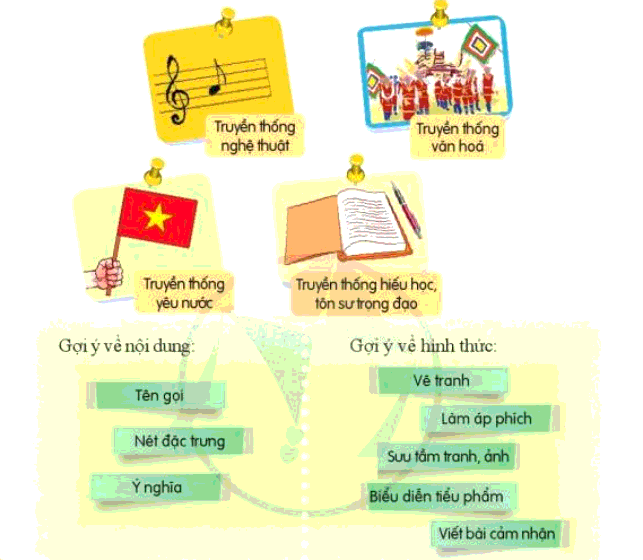 Truyền thống
nghệ thuật
Truyền thống
văn hoá
Truyền thống
yêu nước
Truyền thống hiếu học,
tôn sư trọng đạo
Gợi ý về nội dung:
Tên gọi
Nét đặc trưng
Ý nghĩa
Gợi ý về hình thức:
Vẽ tranh
Làm áp phích
Sưu tầm tranh, ảnh
Biểu diễn tiểu phẩm
Viết bài cảm nhận